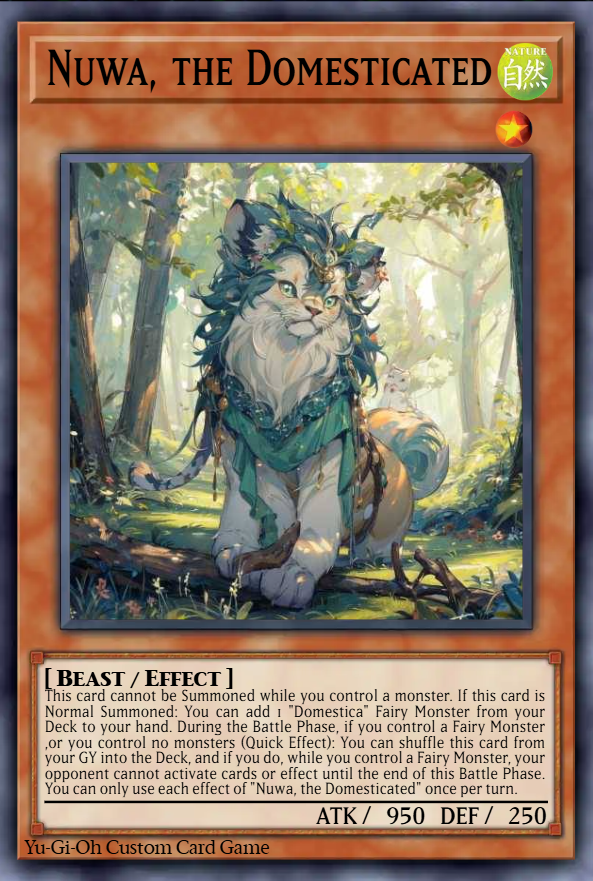 Nuwa, the Domesticated
NATURE
自然
[ Beast / Effect ]
This card cannot be Summoned while you control a monster. If this card is
Normal Summoned: You can add 1 "Domestica" Fairy Monster from your
Deck to your hand. During the Battle Phase, if you control a Fairy Monster
,or you control no monsters (Quick Effect): You can shuffle this card from
your GY into the Deck, and if you do, while you control a Fairy Monster, your
opponent cannot activate cards or effect until the end of this Battle Phase.
You can only use each effect of "Nuwa, the Domesticated" once per turn.
ATK / 950 DEF / 250
Yu-Gi-Oh Custom Card Game